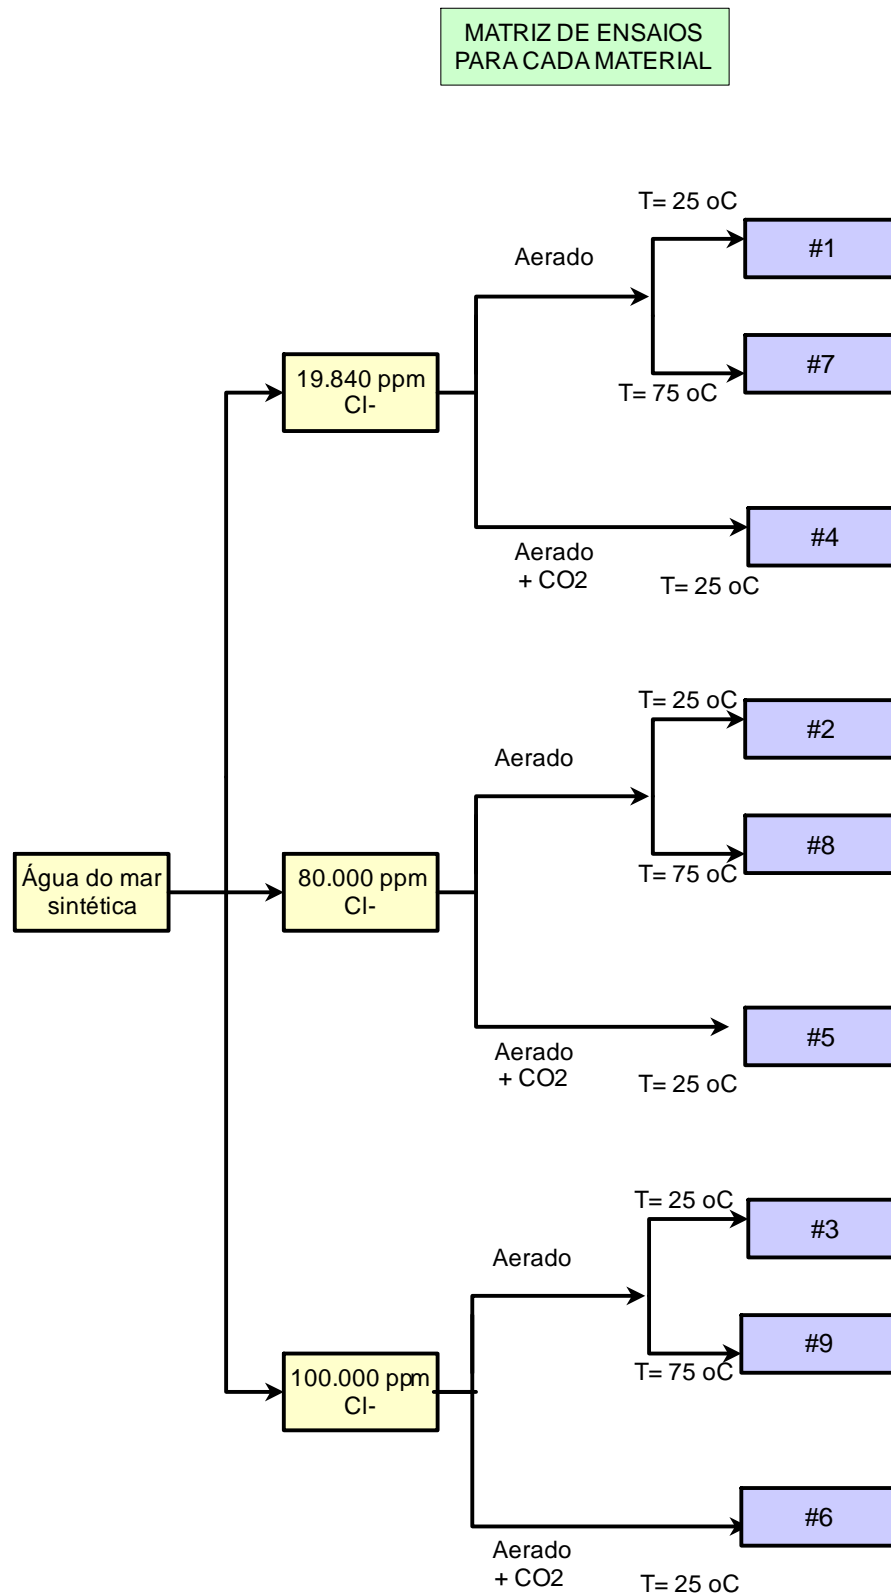 MATRIZ DE ENSAIOS
PARA CADA MATERIAL
T= 25 oC
#1
Aerado
#7
T= 75 oC
19.840 ppm
Cl-
#4
Aerado
+ CO2
T= 25 oC
T= 25 oC
#2
Aerado
#8
T= 75 oC
Água do mar
sintética
80.000 ppm
Cl-
#5
Aerado
+ CO2
T= 25 oC
T= 25 oC
#3
Aerado
#9
T= 75 oC
100.000 ppm
Cl-
#6
Aerado
+ CO2
T= 25 oC